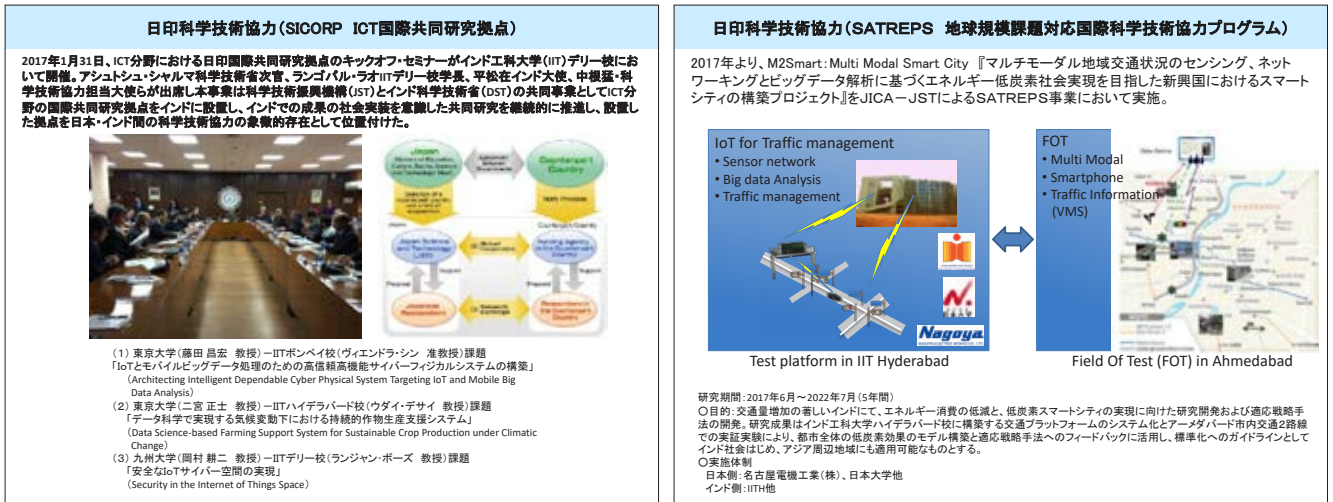 日印科学技術協力(SICORP ICT国際共同研究拠点)
2017年1月31日、ICT分野における日印国際共同研究拠点のキックオフ・セミナーがインド工科大学(IIT)デリー校にお
いて開催。アシュトシュ・シャルマ科学技術省次官、ランゴパル・ラオIITデリー校学長、平松在インド大使、中根猛・科
学技術協力担当大使らが出席し本事業は科学技術振興機構(JST)とインド科学技術省(DST)の共同事業としてICT分
野の国際共同研究拠点をインドに設置し、インドでの成果の社会実装を意識した共同研究を継続的に推進し、設置し
た拠点を日本・インド間の科学技術協力の象徴的存在として位置付けた。
Japan
Counterpart
Country
(1) 東京大学(藤田 昌宏 教授)-IITボンベイ校(ヴィエンドラ・シン 准教授)課題
「IoTとモバイルビッグデータ処理のための高信頼高機能サイバーフィジカルシステムの構築」
(Architecting Intelligent Dependable Cyber Physical System Targeting IoT and Mobile Big
Data Analysis)
(2) 東京大学(二宮 正士 教授)-IITハイデラバード校(ウダイ・デサイ 教授)課題
「データ科学で実現する気候変動下における持続的作物生産支援システム」
(Data Science-based Farming Support System for Sustainable Crop Production under Climatic
Change)
(3) 九州大学(岡村 耕二 教授)-IITデリー校(ランジャン・ボーズ 教授)課題
「安全なIoTサイバー空間の実現」
(Security in the Internet of Things Space)
日印科学技術協力(SATREPS 地球規模課題対応国際科学技術協力プログラム)
2017年より、M2Smart:Multi Modal Smart City 『マルチモーダル地域交通状況のセンシング、ネット
ワーキングとビッグデータ解析に基づくエネルギー低炭素社会実現を目指した新興国におけるスマート
シティの構築プロジェクト』をJICA-JSTによるSATREPS事業において実施。
IoT for Traffic management
• Sensor network
• Big data Analysis
• Traffic management
Nagoya
Test platform in IIT Hyderabad
FOT
• Multi Modal
• Smartphone
• Traffic Information
(VMS)
Field Of Test (FOT) in Ahmedabad
研究期間:2017年6月~2022年7月(5年間)
○目的:交通量増加の著しいインドにて、エネルギー消費の低減と、低炭素スマートシティの実現に向けた研究開発および適応戦略手
法の開発。研究成果はインド工科大学ハイデラバード校に構築する交通プラットフォームのシステム化とアーメダバード市内交通2路線
での実証実験により、都市全体の低炭素効果のモデル構築と適応戦略手法へのフィードバックに活用し、標準化へのガイドラインとして
インド社会はじめ、アジア周辺地域にも適用可能なものとする。
○実施体制
日本側:名古屋電機工業(株)、日本大学他
インド側:IITH他